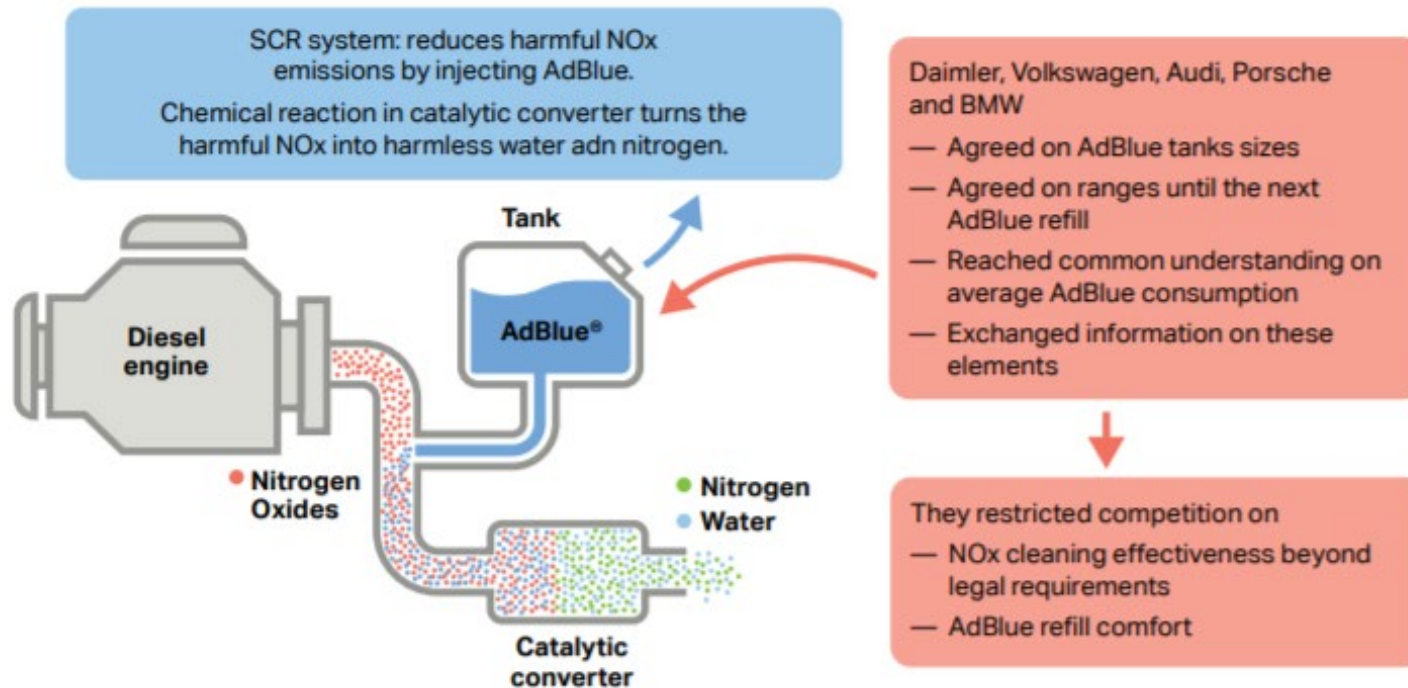 SCR system: reduces harmful NOx
emissions by injecting AdBlue.
Chemical reaction in catalytic converter turns the
harmful NOx into harmless water adn nitrogen.
Daimler, Volkswagen, Audi, Porsche
and BMW
— Agreed on AdBlue tanks sizes
— Agreed on ranges until the next
AdBlue refill
— Reached common understanding on
average AdBlue consumption
— Exchanged information on these
elements
Tank
AdBlue®
Diesel
engine
Nitrogen
Oxides
Nitrogen
Water
Catalytic
converter
They restricted competition on
— NOx cleaning effectiveness beyond
legal requirements
— AdBlue refill comfort